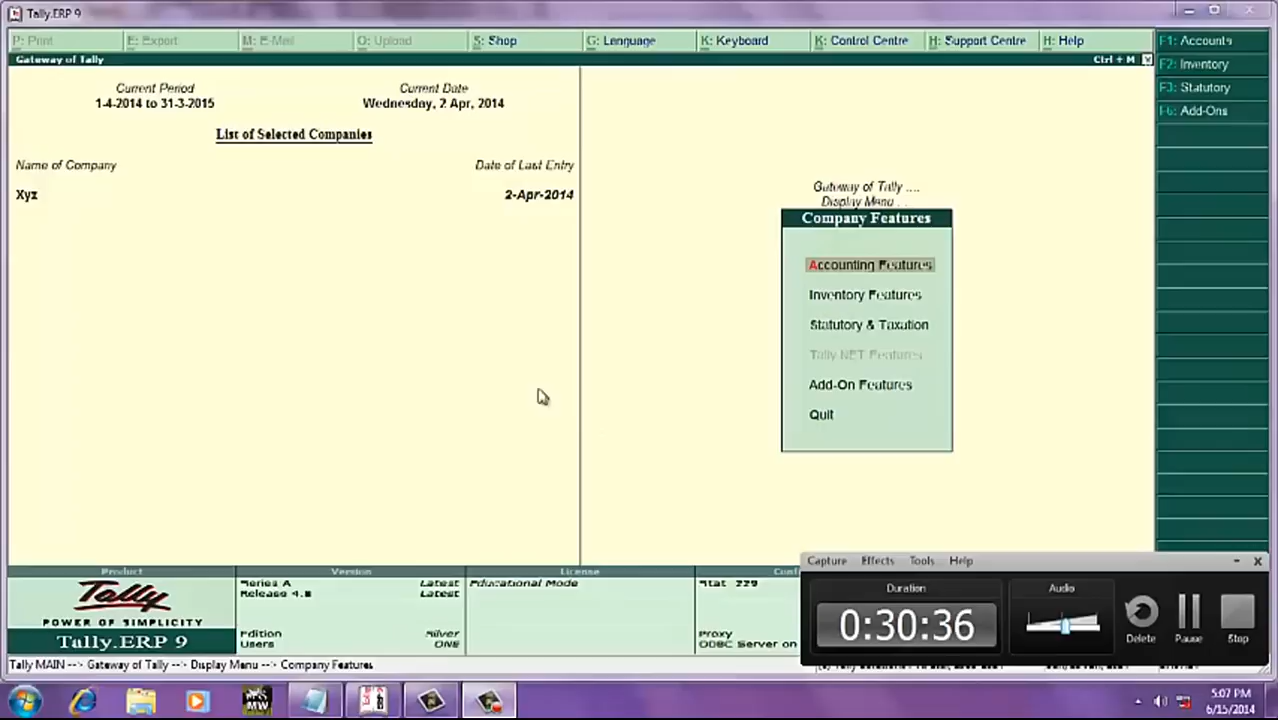 Tally.ERP 9
P: Print E: Export M: E-Mail O: Upload S: Shop G: Language K: Keyboard K: Control Centre H: Support Centre H: Help
F1: Accounts
Gateway of Tally Ctrl + M
F2: Inventory
F3: Statutory
F6: Add-Ons
Current Period Current Date
1-4-2014 to 31-3-2015 Wednesday, 2 Apr, 2014
List of Selected Companies
Name of Company Date of Last Entry
Xyz 2-Apr-2014
Gateway of Tally ....
Display Menu . .
Company Features
Accounting Features
Inventory Features
Statutory & Taxation
Tally.NET Features
Add-On Features
Quit
Capture Effects Tools Help
Duration Audio
0:30:36
Delete Pause Stop
Product Version License
Tally
POWER OF SIMPLICITY
Tally.ERP 9
Series A Latest
Release 4.8 Latest
Edition Silver
Users ONE
Educational Mode
Stat 229
Proxy
ODBC Server on
Tally MAIN --> Gateway of Tally --> Display Menu --> Company Features
5:07 PM
6/15/2014